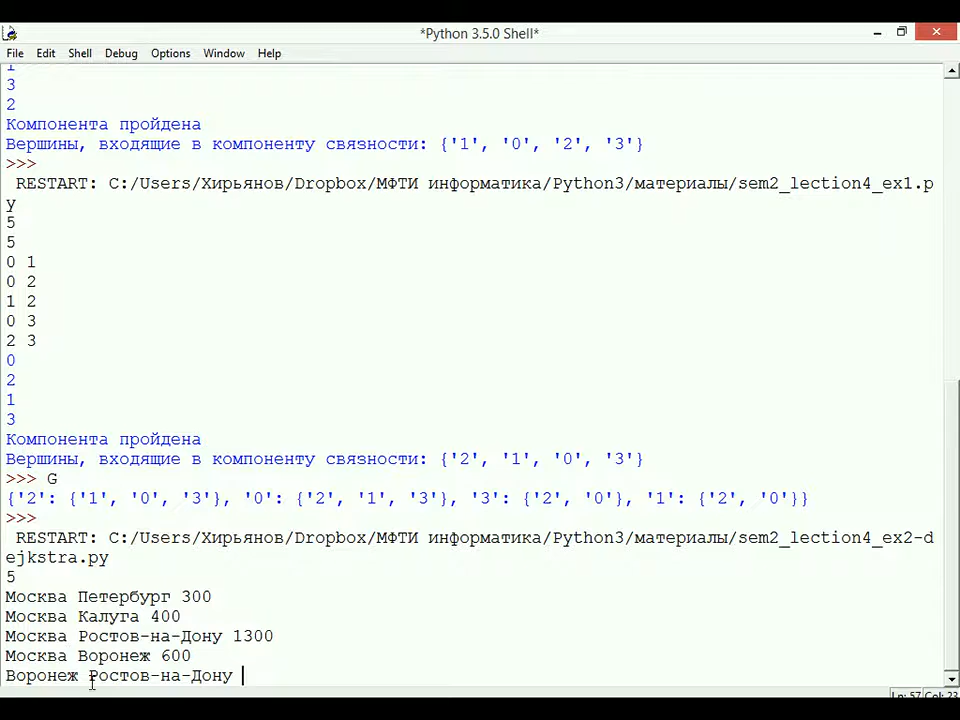 *Python 3.5.0 Shell*
File Edit Shell Debug Options Window Help
1
3
2
Компонента пройдена
Вершины, входящие в компоненту связности: {'1', '0', '2', '3'}
>>>
RESTART: C:/Users/Хирьянов/Dropbox/МФТИ информатика/Python3/материалы/sem2_lection4_ex1.p
y
5
5
0 1
0 2
1 2
0 3
2 3
0
2
1
3
Компонента пройдена
Вершины, входящие в компоненту связности: {'2', '1', '0', '3'}
>>> G
{'2': {'1', '0', '3'}, '0': {'2', '1', '3'}, '3': {'2', '0'}, '1': {'2', '0'}}
>>>
RESTART: C:/Users/Хирьянов/Dropbox/МФТИ информатика/Python3/материалы/sem2_lection4_ex2-d
ejkstra.py
5
Москва Петербург 300
Москва Калуга 400
Москва Ростов-на-Дону 1300
Москва Воронеж 600
Воронеж Ростов-на-Дону
Ln: 57 Col: 23